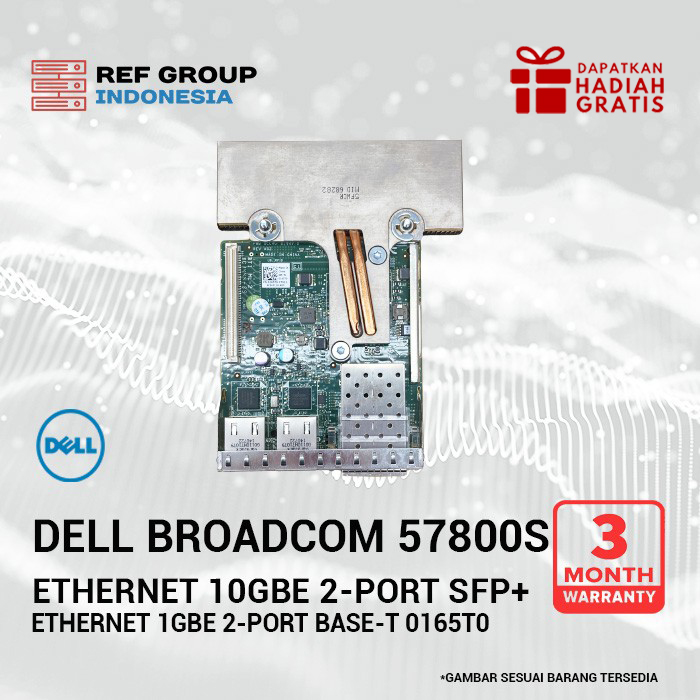 REF GROUP
INDONESIA
DAPATKAN
HADIAH
GRATIS
DELL
DELL BROADCOM 57800S
3
MONTH
WARRANTY
ETHERNET 10GBE 2-PORT SFP+
ETHERNET 1GBE 2-PORT BASE-T 0165T0
*GAMBAR SESUAI BARANG TERSEDIA